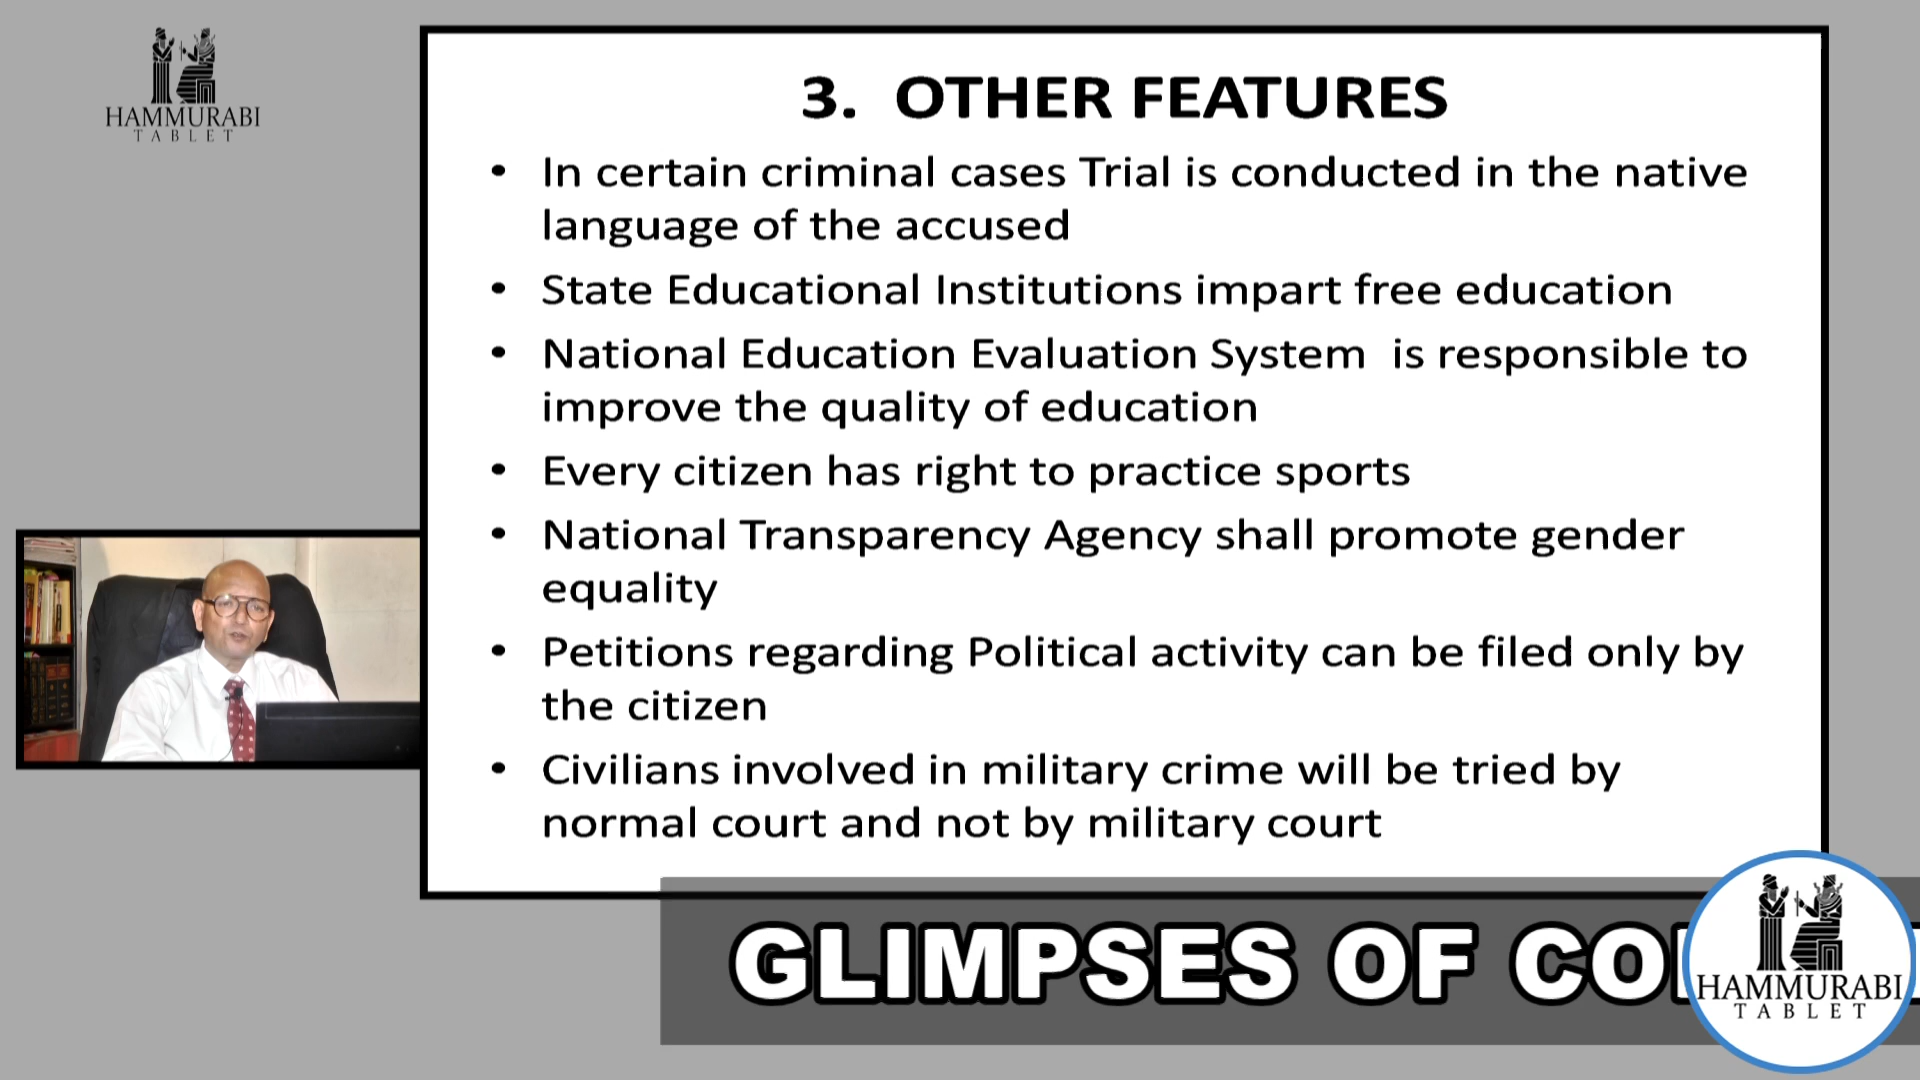 HAMMURABI
TABLET
3. OTHER FEATURES
• In certain criminal cases Trial is conducted in the native
language of the accused
• State Educational Institutions impart free education
• National Education Evaluation System is responsible to
improve the quality of education
• Every citizen has right to practice sports
• National Transparency Agency shall promote gender
equality
• Petitions regarding Political activity can be filed only by
the citizen
• Civilians involved in military crime will be tried by
normal court and not by military court
GLIMPSES OF
HAMMURABI
TABLET